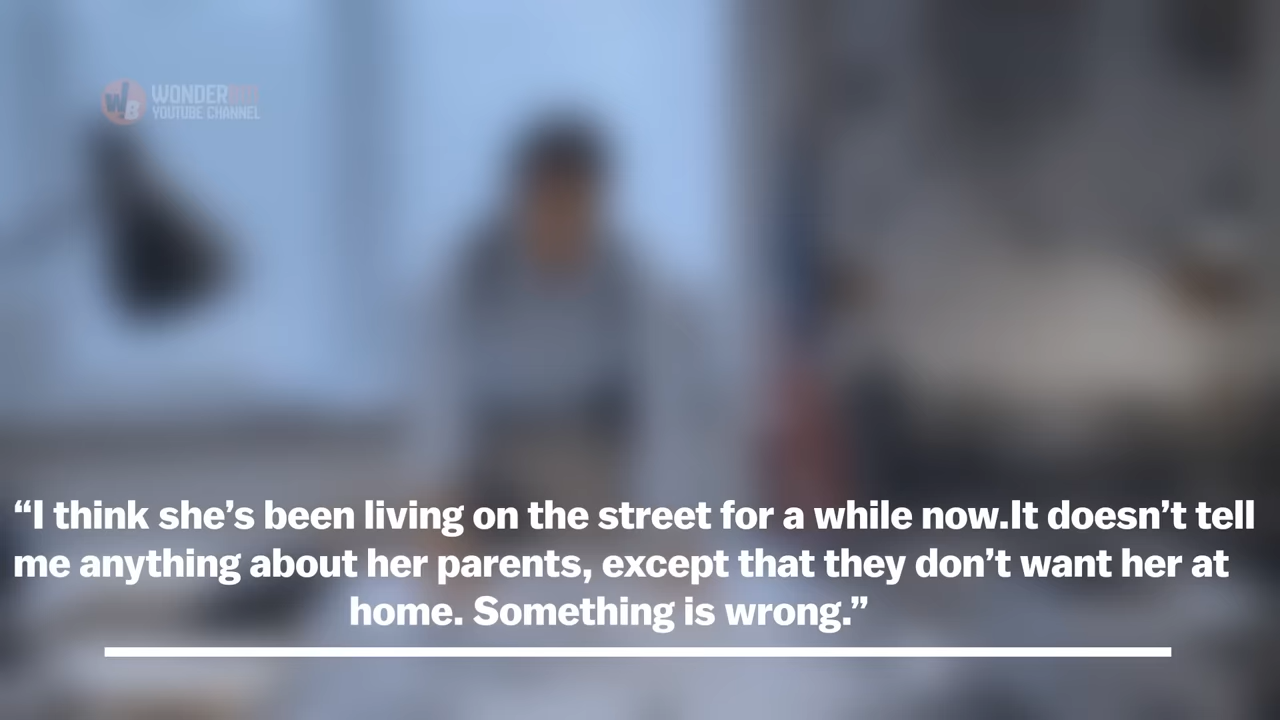 WONDERBOT
YOUTUBE CHANNEL
“I think she’s been living on the street for a while now.It doesn’t tell
me anything about her parents, except that they don’t want her at
home. Something is wrong.”